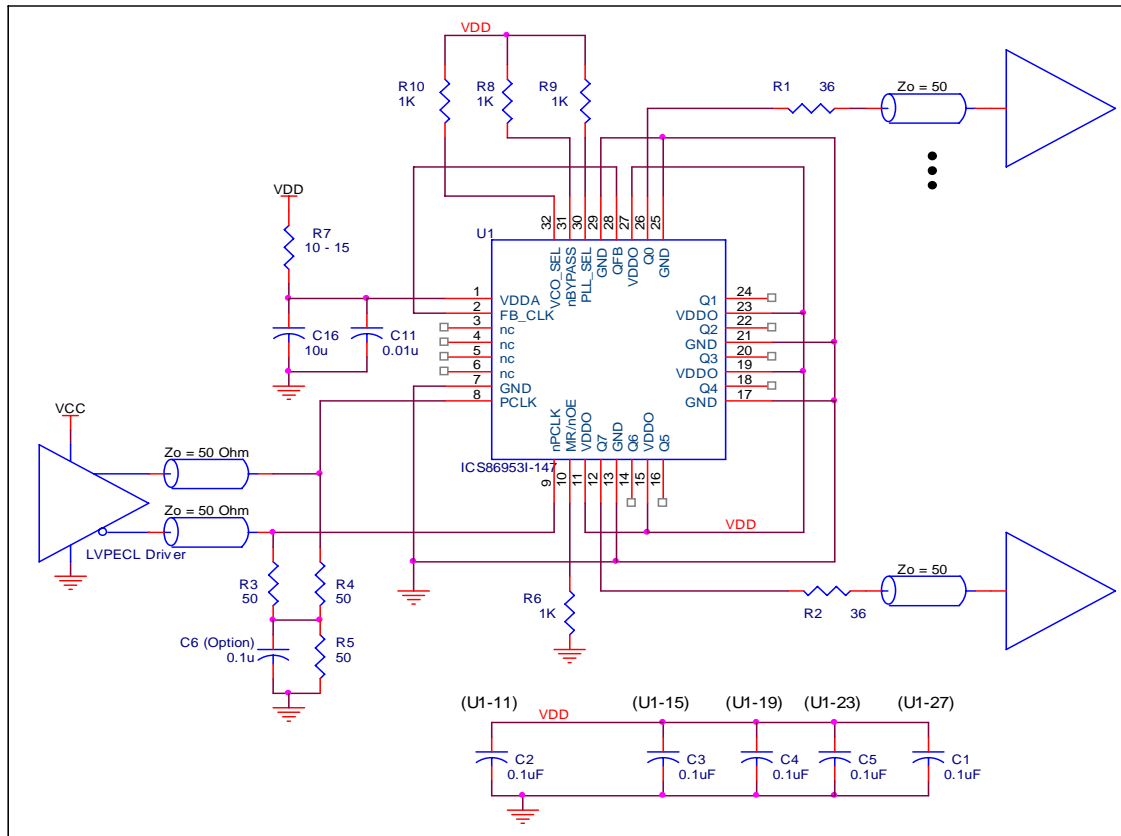 VDD
R10
1K
R8
1K
R9
1K
R1 36
Zo = 50
VDD
R7
10 - 15
U1
32
31
30
29
28
27
26
25
VCO_SEL
nBYPASS
PLL_SEL
GND
QFB
VDDO
Q0
GND
1 VDDA
2 FB_CLK
3 nc
4 nc
5 nc
6 nc
7 GND
8 PCLK
Q1 24
VDDO 23
Q2 22
GND 21
Q3 20
VDDO 19
Q4 18
GND 17
C16
10u
C11
0.01u
nPCLK
MR/nOE
VDDO
Q7
GND
Q6
VDDO
Q5
ICS86953I-147
9
10
11
12
13
14
15
16
VCC
Zo = 50 Ohm
Zo = 50 Ohm
LVPECL Driver
VDD
R3
50
R4
50
R6
1K
Zo = 50
R2 36
C6 (Option)
0.1u
R5
50
(U1-11) (U1-15) (U1-19) (U1-23) (U1-27)
VDD
C2
0.1uF
C3
0.1uF
C4
0.1uF
C5
0.1uF
C1
0.1uF